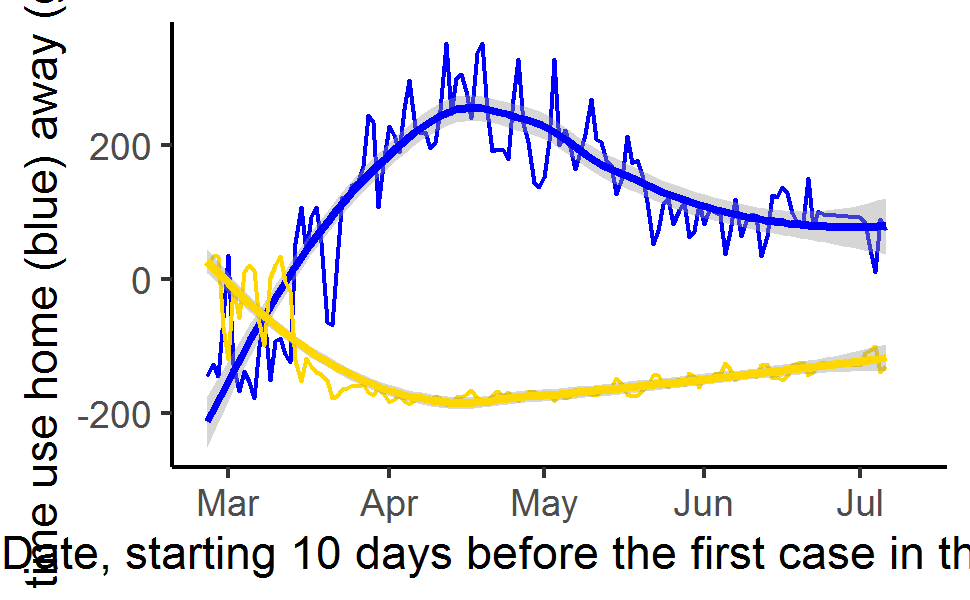 time use home (blue) away (
200
0
-200
Mar Apr May Jun Jul
Date, starting 10 days before the first case in th